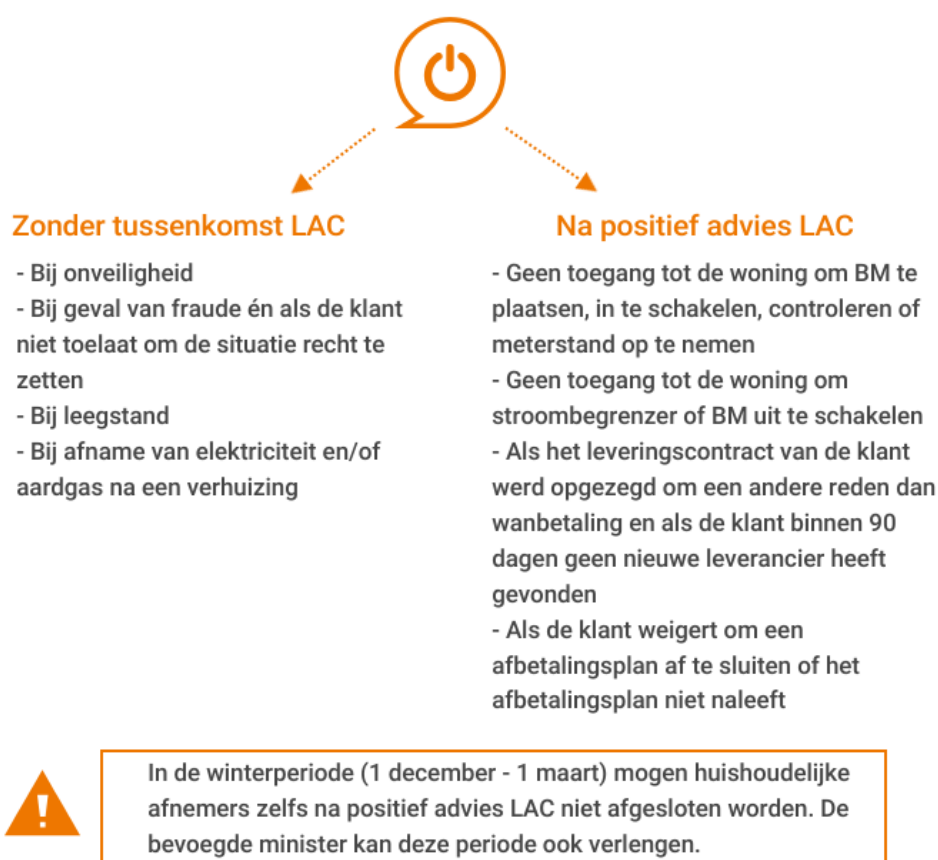 Zonder tussenkomst LAC
- Bij onveiligheid
- Bij geval van fraude én als de klant
niet toelaat om de situatie recht te
zetten
- Bij leegstand
- Bij afname van elektriciteit en/of
aardgas na een verhuizing
Na positief advies LAC
- Geen toegang tot de woning om BM te
plaatsen, in te schakelen, controleren of
meterstand op te nemen
- Geen toegang tot de woning om
stroombegrenzer of BM uit te schakelen
- Als het leveringscontract van de klant
werd opgezegd om een andere reden dan
wanbetaling en als de klant binnen 90
dagen geen nieuwe leverancier heeft
gevonden
- Als de klant weigert om een
afbetalingsplan af te sluiten of het
afbetalingsplan niet naleeft
In de winterperiode (1 december - 1 maart) mogen huishoudelijke
afnemers zelfs na positief advies LAC niet afgesloten worden. De
bevoegde minister kan deze periode ook verlengen.